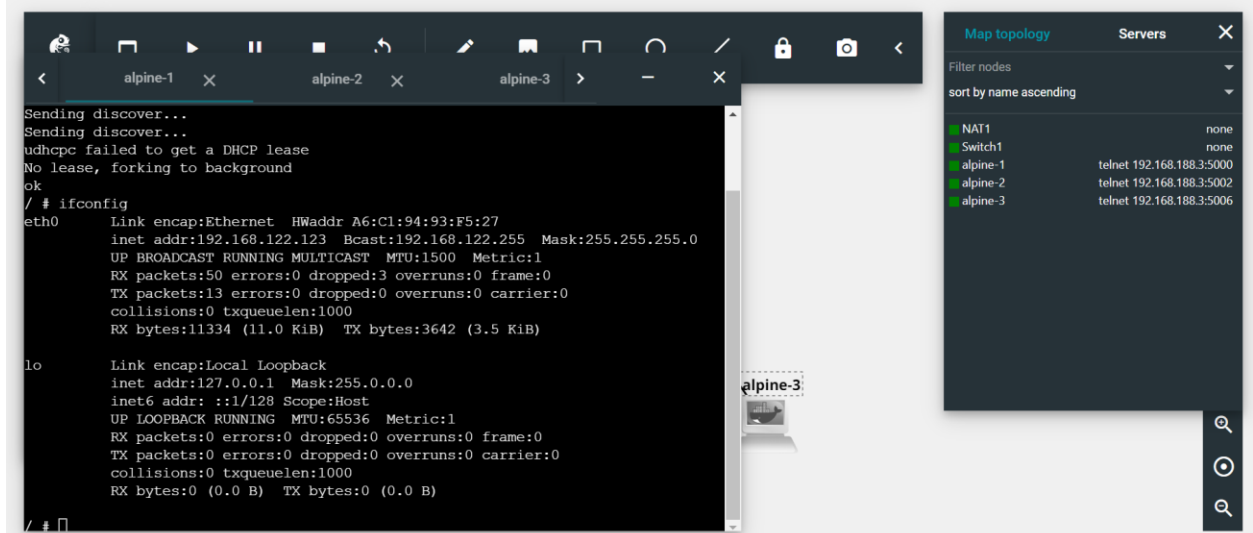 Map topology Servers
Filter nodes
sort by name ascending
NAT1 none
Switch1 none
alpine-1 telnet 192.168.188.3:5000
alpine-2 telnet 192.168.188.3:5002
alpine-3 telnet 192.168.188.3:5006
alpine-1 alpine-2 alpine-3
Sending discover...
Sending discover...
udhcpc failed to get a DHCP lease
No lease, forking to background
ok
/ # ifconfig
eth0 Link encap:Ethernet HWaddr A6:C1:94:93:F5:27
inet addr:192.168.122.123 Bcast:192.168.122.255 Mask:255.255.255.0
UP BROADCAST RUNNING MULTICAST MTU:1500 Metric:1
RX packets:50 errors:0 dropped:3 overruns:0 frame:0
TX packets:13 errors:0 dropped:0 overruns:0 carrier:0
collisions:0 txqueuelen:1000
RX bytes:11334 (11.0 KiB) TX bytes:3642 (3.5 KiB)
lo Link encap:Local Loopback
inet addr:127.0.0.1 Mask:255.0.0.0
inet6 addr: ::1/128 Scope:Host
UP LOOPBACK RUNNING MTU:65536 Metric:1
RX packets:0 errors:0 dropped:0 overruns:0 frame:0
TX packets:0 errors:0 dropped:0 overruns:0 carrier:0
collisions:0 txqueuelen:1000
RX bytes:0 (0.0 B) TX bytes:0 (0.0 B)
/ #
alpine-3